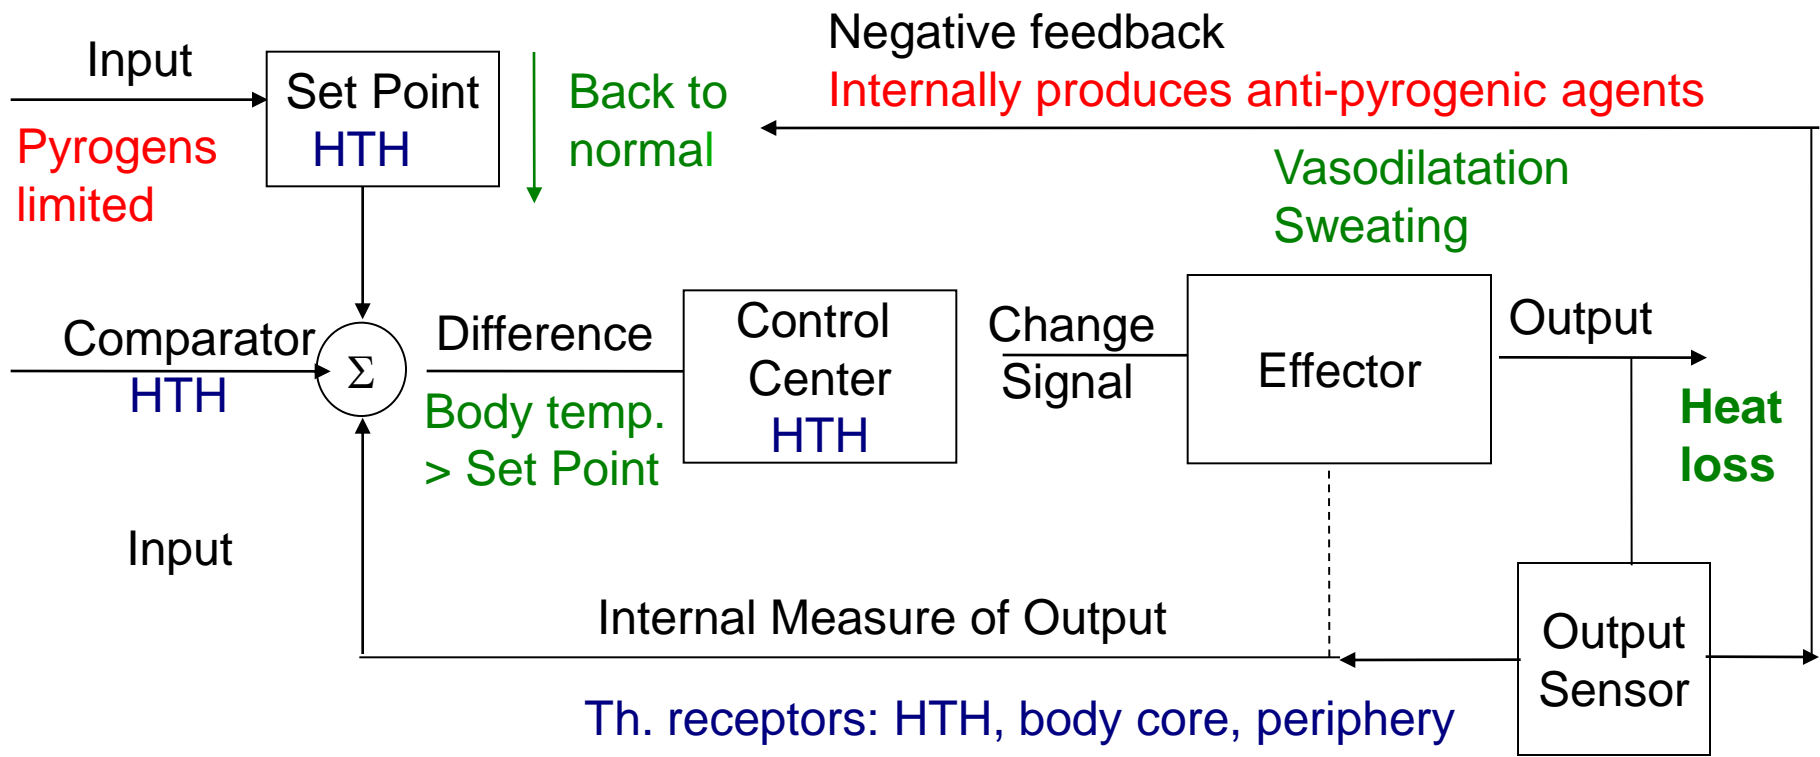 Input
Pyrogens
limited
Set Point
HTH
Back to
normal
Negative feedback
Internally produces anti-pyrogenic agents
Vasodilatation
Sweating
Comparator
HTH
Σ
Difference
Body temp.
> Set Point
Control
Center
HTH
Change
Signal
Effector
Output
Heat
loss
Input
Internal Measure of Output
Output
Sensor
Th. receptors: HTH, body core, periphery